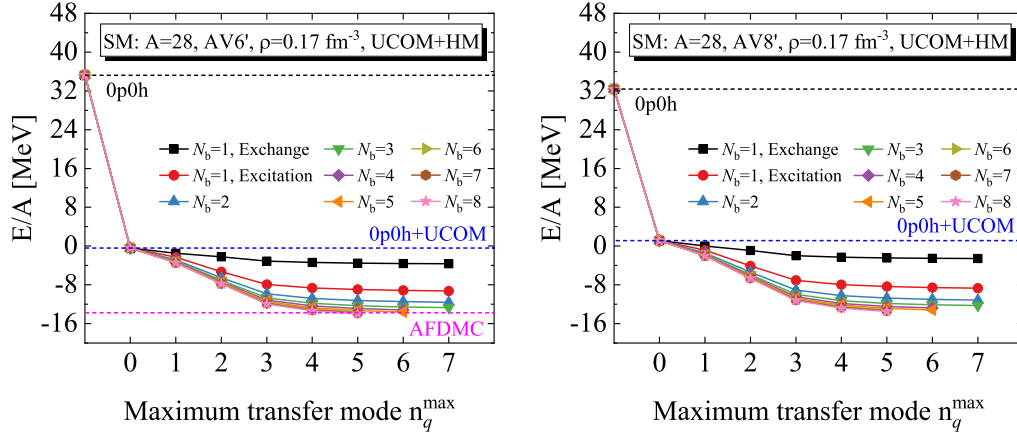 SM: A=28, AV6', ρ=0.17 fm⁻³, UCOM+HM
E/A [MeV]
48
40
32
24
16
8
0
-8
-16
0p0h
N_b=1, Exchange
N_b=1, Excitation
N_b=2
N_b=3
N_b=4
N_b=5
N_b=6
N_b=7
N_b=8
0p0h+UCOM
AFDMC
0 1 2 3 4 5 6 7
Maximum transfer mode n_q^max
SM: A=28, AV8', ρ=0.17 fm⁻³, UCOM+HM
E/A [MeV]
48
40
32
24
16
8
0
-8
-16
0p0h
N_b=1, Exchange
N_b=1, Excitation
N_b=2
N_b=3
N_b=4
N_b=5
N_b=6
N_b=7
N_b=8
0p0h+UCOM
0 1 2 3 4 5 6 7
Maximum transfer mode n_q^max